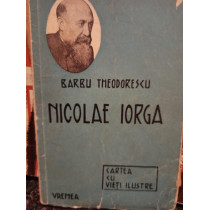 BARBU THEODORESCU
NICOLAE IORGA
CARTEA
CU
VIEȚI ILUSTRE
VREMEA